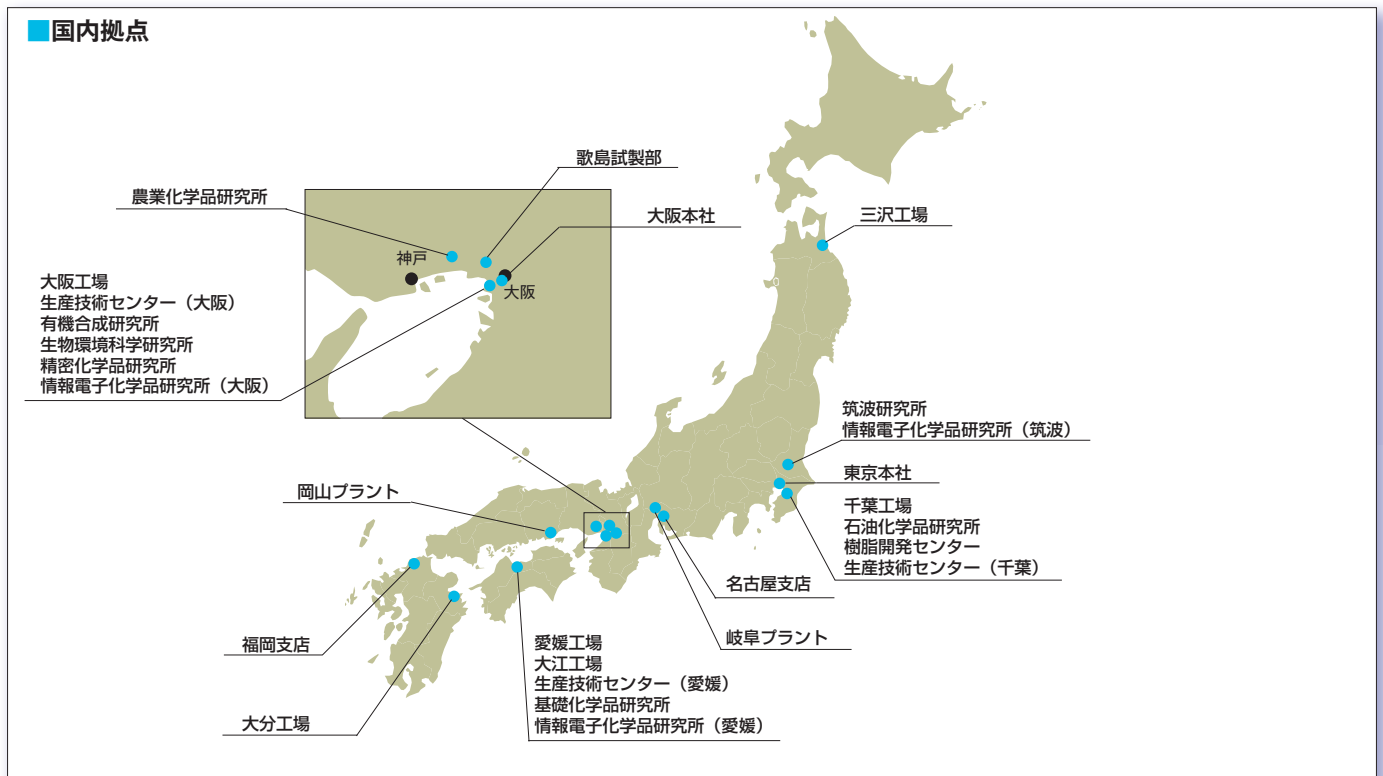 国内拠点
歌島試製部
農業化学品研究所
大阪本社
三沢工場
神戸
大阪
大阪工場
生産技術センター（大阪）
有機合成研究所
生物環境科学研究所
精密化学品研究所
情報電子化学品研究所（大阪）
筑波研究所
情報電子化学品研究所（筑波）
東京本社
岡山プラント
千葉工場
石油化学品研究所
樹脂開発センター
生産技術センター（千葉）
名古屋支店
岐阜プラント
福岡支店
愛媛工場
大江工場
生産技術センター（愛媛）
基礎化学品研究所
情報電子化学品研究所（愛媛）
大分工場